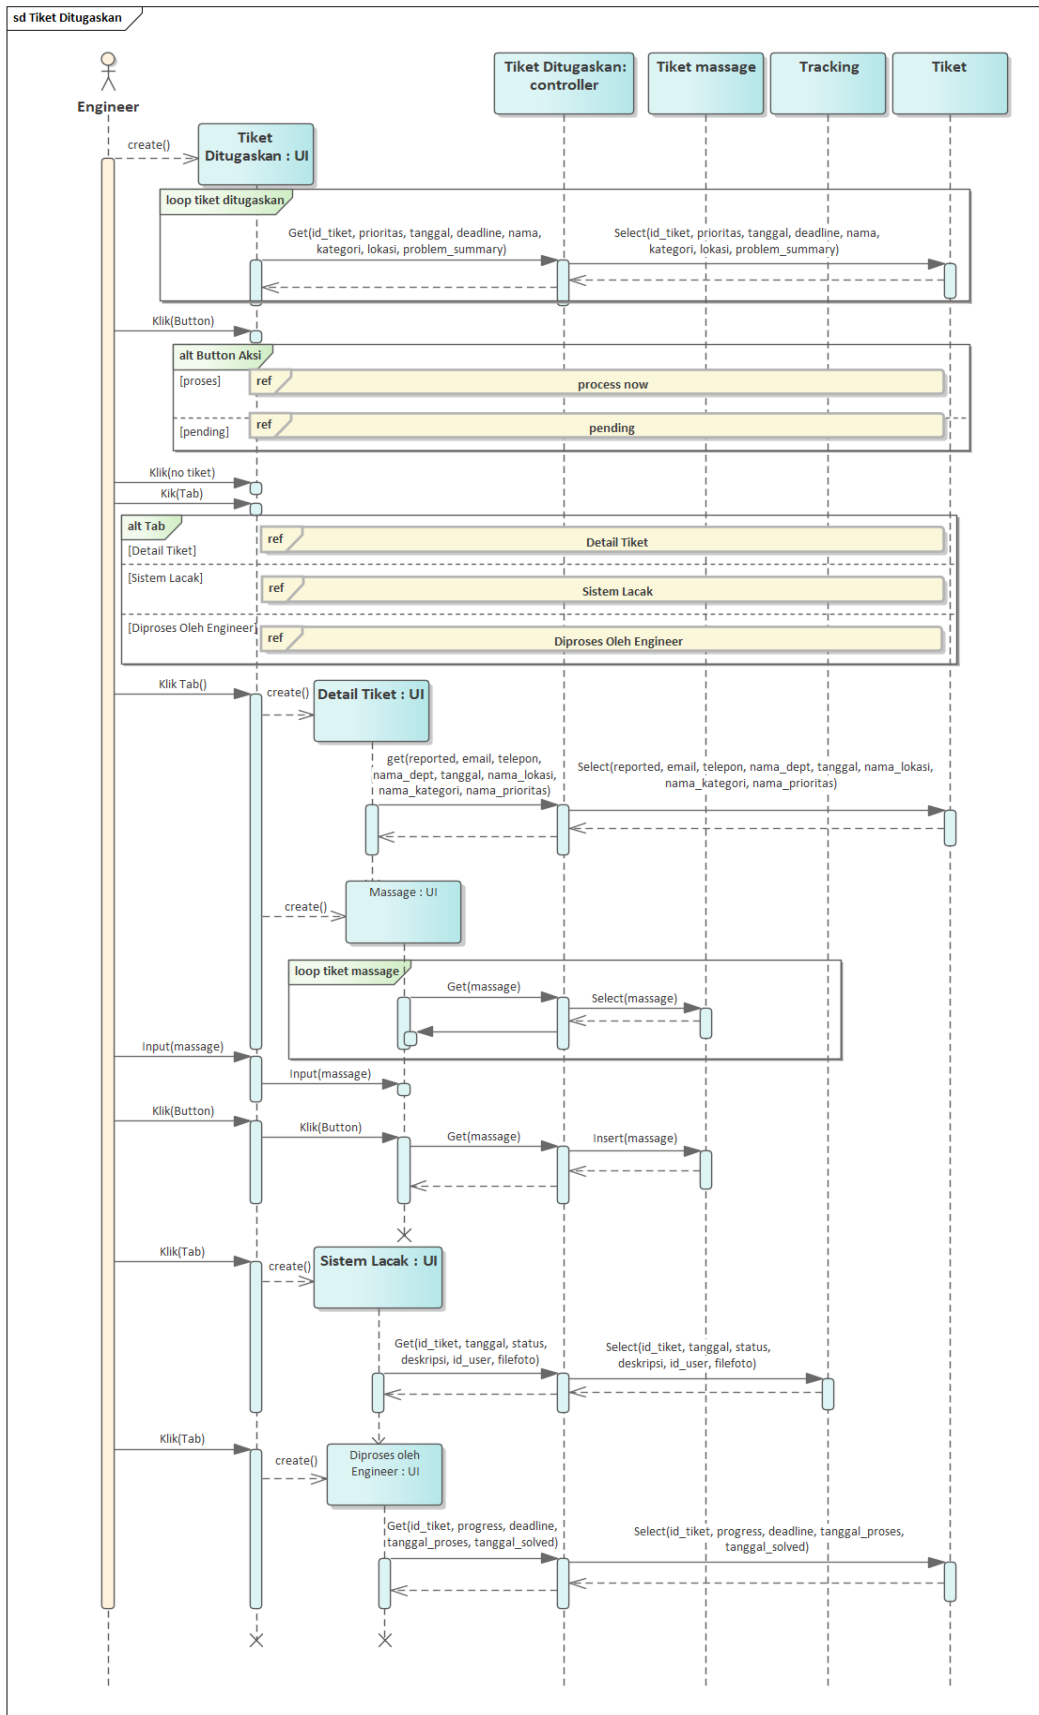 sd Tiket Ditugaskan
Engineer
Tiket Ditugaskan:
controller
Tiket massage
Tracking
Tiket
create()
Tiket
Ditugaskan : UI
loop tiket ditugaskan
Get(id_tiket, prioritas, tanggal, deadline, nama,
kategori, lokasi, problem_summary)
Select(id_tiket, prioritas, tanggal, deadline, nama,
kategori, lokasi, problem_summary)
Klik(Button)
alt Button Aksi
[proses]
ref
process now
[pending]
ref
pending
Klik(no tiket)
Kik(Tab)
alt Tab
[Detail Tiket]
ref
Detail Tiket
[Sistem Lacak]
ref
Sistem Lacak
[Diproses Oleh Engineer]
ref
Diproses Oleh Engineer
Klik Tab()
create()
Detail Tiket : UI
get(reported, email, telepon,
nama_dept, tanggal, nama_lokasi,
nama_kategori, nama_prioritas)
Select(reported, email, telepon, nama_dept, tanggal, nama_lokasi,
nama_kategori, nama_prioritas)
create()
Massage : UI
loop tiket massage
Get(massage)
Select(massage)
Input(massage)
Input(massage)
Klik(Button)
Klik(Button)
Get(massage)
Insert(massage)
Klik(Tab)
create()
Sistem Lacak : UI
Get(id_tiket, tanggal, status,
deskripsi, id_user, filefoto)
Select(id_tiket, tanggal, status,
deskripsi, id_user, filefoto)
Klik(Tab)
create()
Diproses oleh
Engineer : UI
Get(id_tiket, progress, deadline,
tanggal_proses, tanggal_solved)
Select(id_tiket, progress, deadline, tanggal_proses,
tanggal_solved)